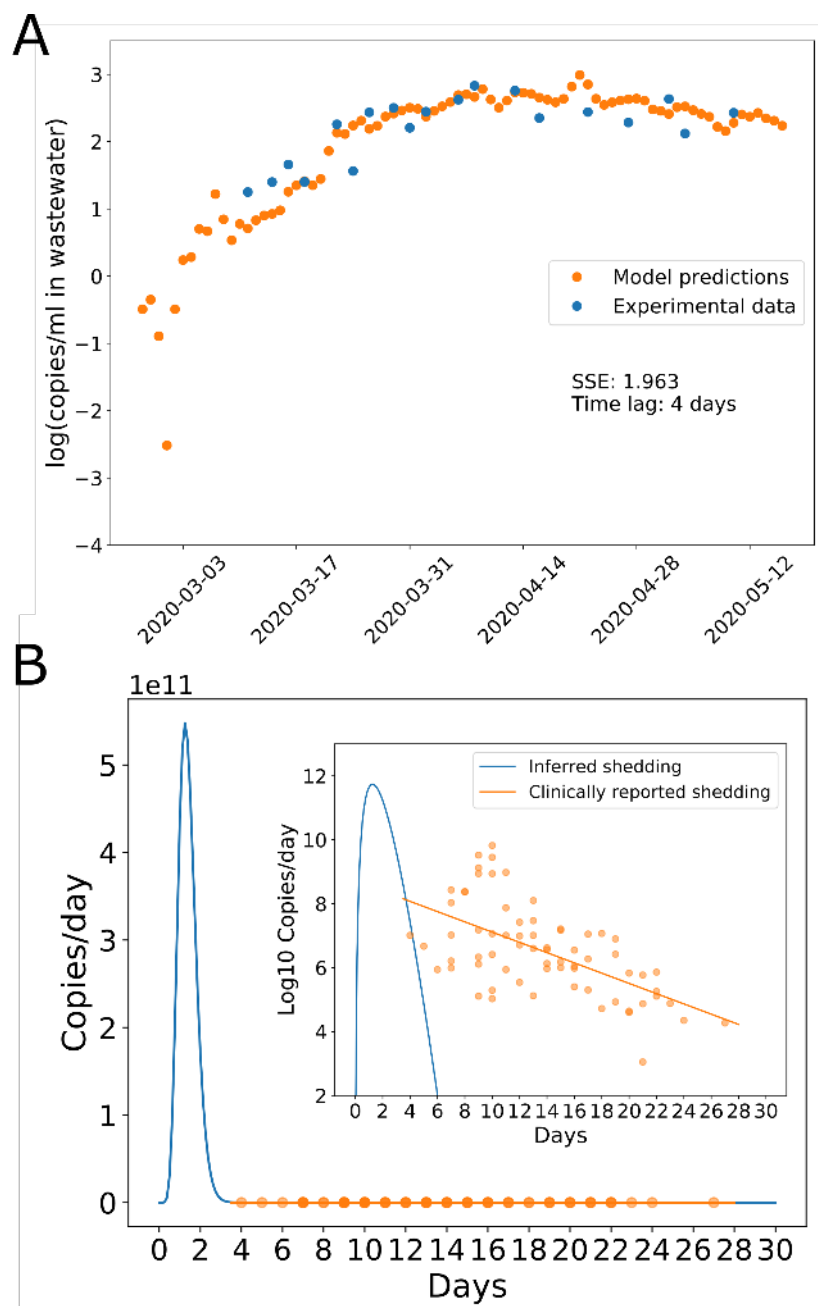 A
log(copies/ml in wastewater)
3
2
1
0
−1
−2
−3
−4
Model predictions
Experimental data
SSE: 1.963
Time lag: 4 days
2020-03-03
2020-03-17
2020-03-31
2020-04-14
2020-04-28
2020-05-12
B
1e11
Copies/day
5
4
3
2
1
0
0 2 4 6 8 10 12 14 16 18 20 22 24 26 28 30
Days
Inferred shedding
Clinically reported shedding
Log10 Copies/day
12
10
8
6
4
2
0 2 4 6 8 10 12 14 16 18 20 22 24 26 28 30
Days